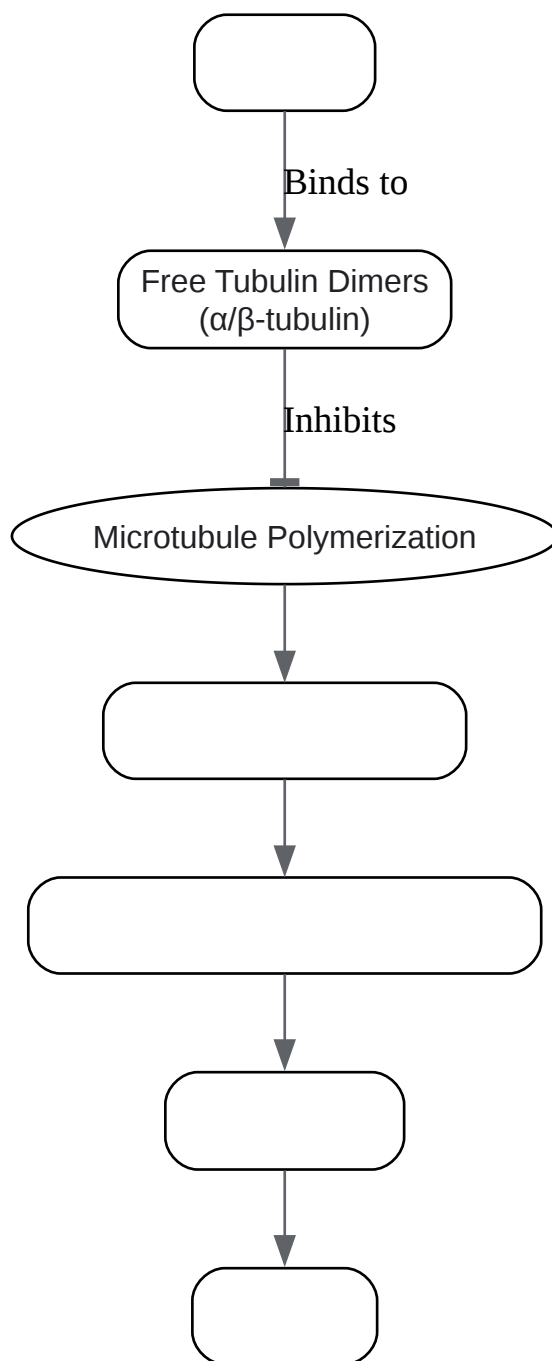 Binds to
Free Tubulin Dimers
(α/β-tubulin)
Inhibits
Microtubule Polymerization